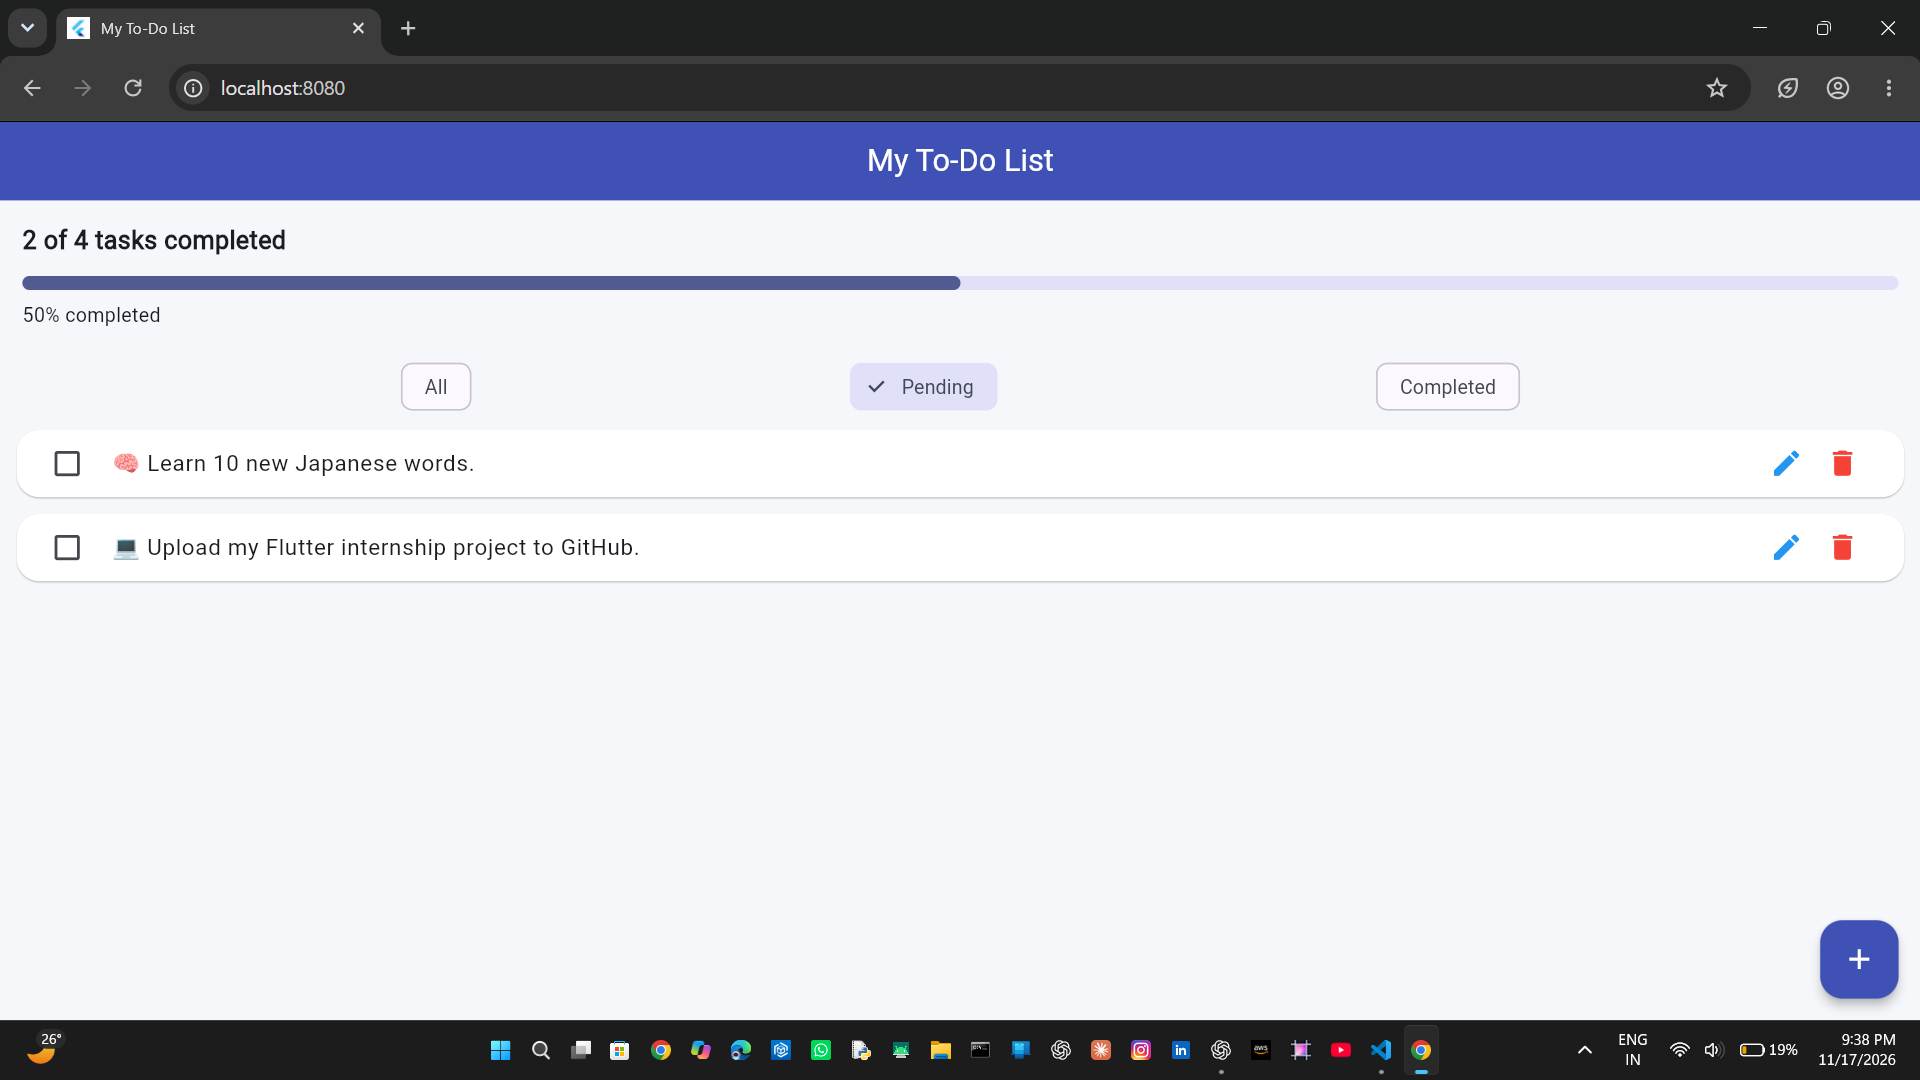 My To-Do List
localhost:8080
My To-Do List
2 of 4 tasks completed
50% completed
All
Pending
Completed
🧠 Learn 10 new Japanese words.
💻 Upload my Flutter internship project to GitHub.
26°
aws
in
ENG
IN
19%
9:38 PM
11/17/2026